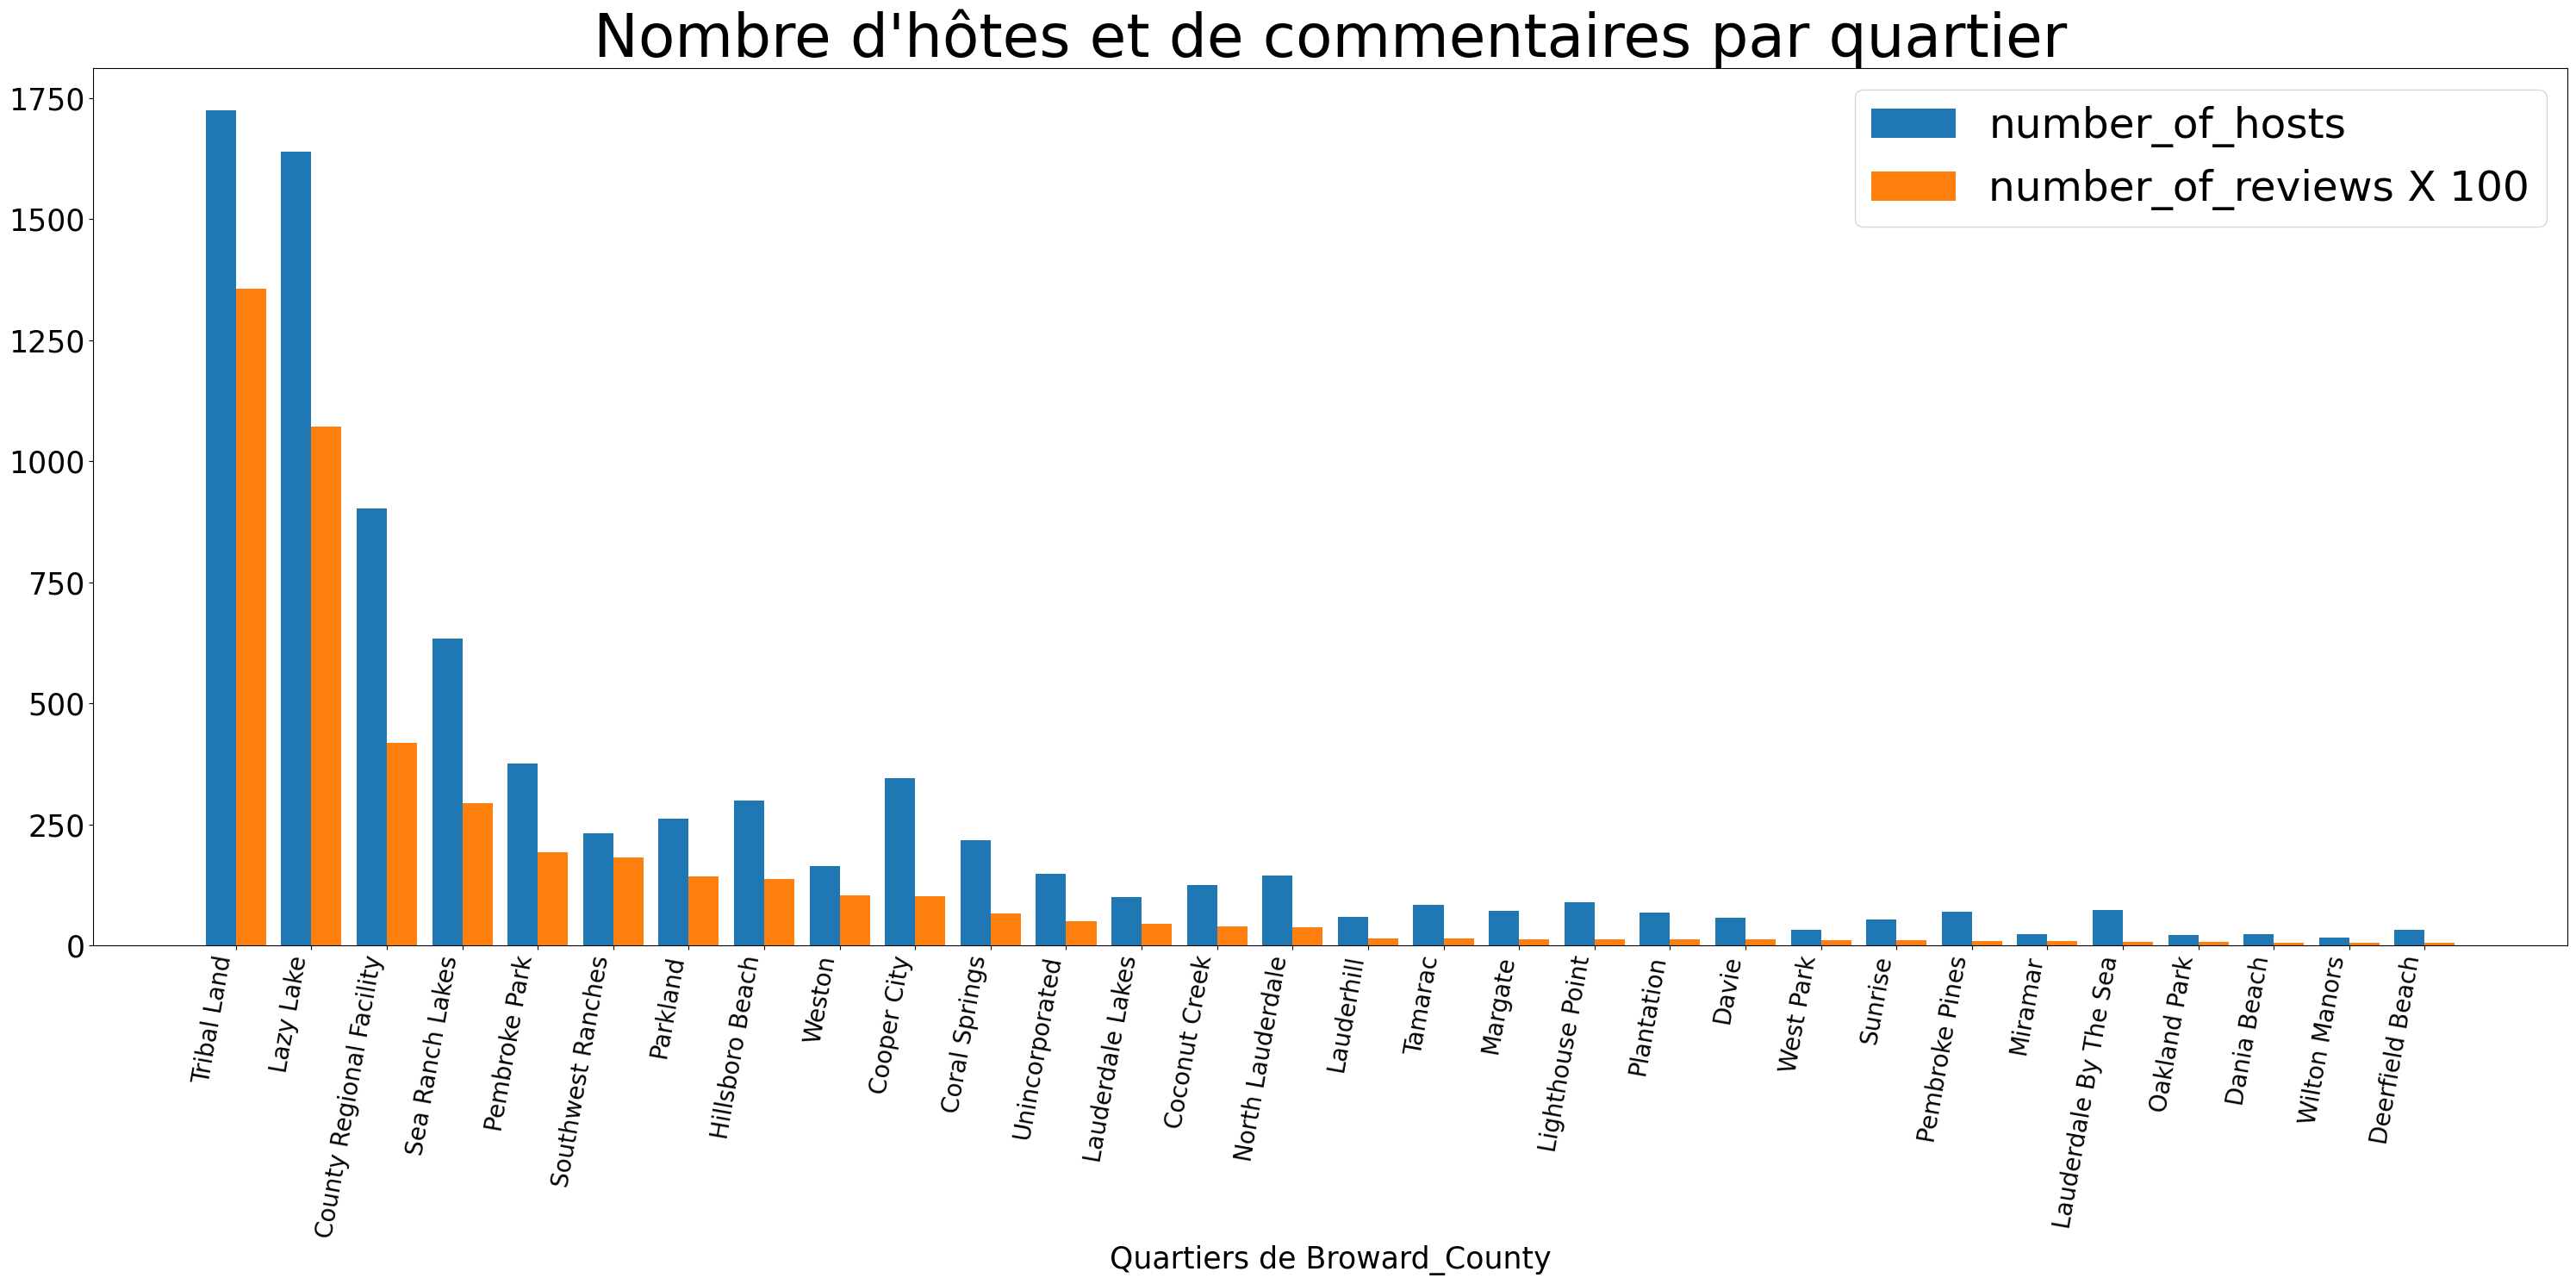 Nombre d'hôtes et de commentaires par quartier
number_of_hosts
number_of_reviews X 100
1750
1500
1250
1000
750
500
250
0
Tribal Land
Lazy Lake
County Regional Facility
Sea Ranch Lakes
Pembroke Park
Southwest Ranches
Parkland
Hillsboro Beach
Weston
Cooper City
Coral Springs
Unincorporated
Lauderdale Lakes
Coconut Creek
North Lauderdale
Lauderhill
Tamarac
Margate
Lighthouse Point
Plantation
Davie
West Park
Sunrise
Pembroke Pines
Miramar
Lauderdale By The Sea
Oakland Park
Dania Beach
Wilton Manors
Deerfield Beach
Quartiers de Broward_County